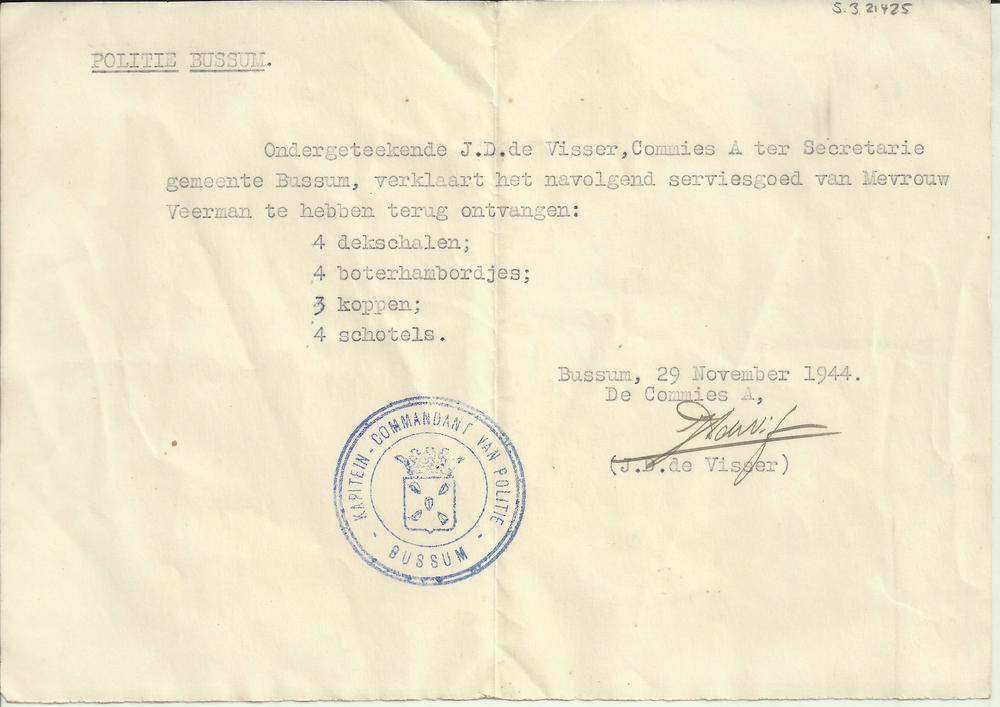 S.3.21425
POLITIE BUSSUM.
Ondergeteekende J.D.de Visser,Commies A ter Secretarie
gemeente Bussum, verklaart het navolgend serviesgoed van Mevrouw
Veerman te hebben terug ontvangen:
4 dekschalen;
4 boterhambordjes;
3 koppen;
4 schotels.
Bussum, 29 November 1944.
De Commies A,
(J.D.de Visser)
KAPITEIN-COMMANDANT VAN POLITIE
- BUSSUM -